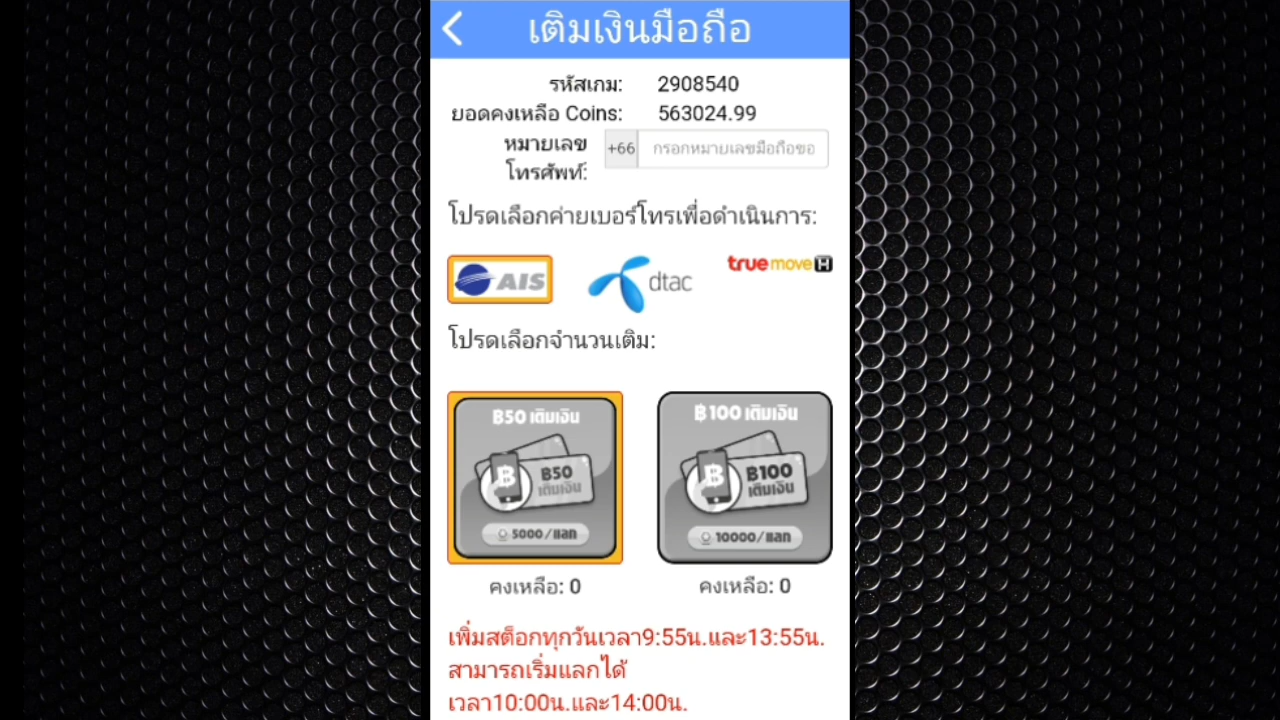 เติมเงินมือถือ
รหัสเกม: 2908540
ยอดคงเหลือ Coins: 563024.99
หมายเลข
โทรศัพท์: +66 กรอกหมายเลขมือถือขอ
โปรดเลือกค่ายเบอร์โทรเพื่อดำเนินการ:
AIS dtac truemove H
โปรดเลือกจำนวนเติม:
฿50 เติมเงิน ฿100 เติมเงิน
฿ ฿50 เติมเงิน ฿ ฿100 เติมเงิน
5000/แลก 10000/แลก
คงเหลือ: 0 คงเหลือ: 0
เพิ่มสต็อกทุกวันเวลา9:55น.และ13:55น.
สามารถเริ่มแลกได้
เวลา10:00น.และ14:00น.